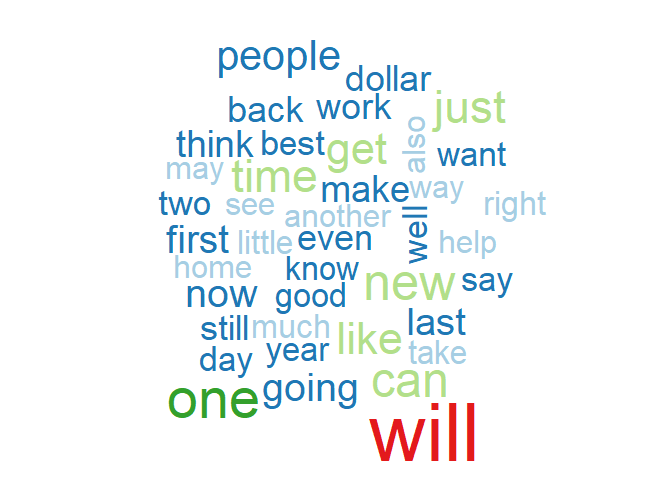 people
dollar
back work just
think best get also want
may time make way
two see another well right
first little even help
home know new say
now good
still much like last
day year take
one going can
will